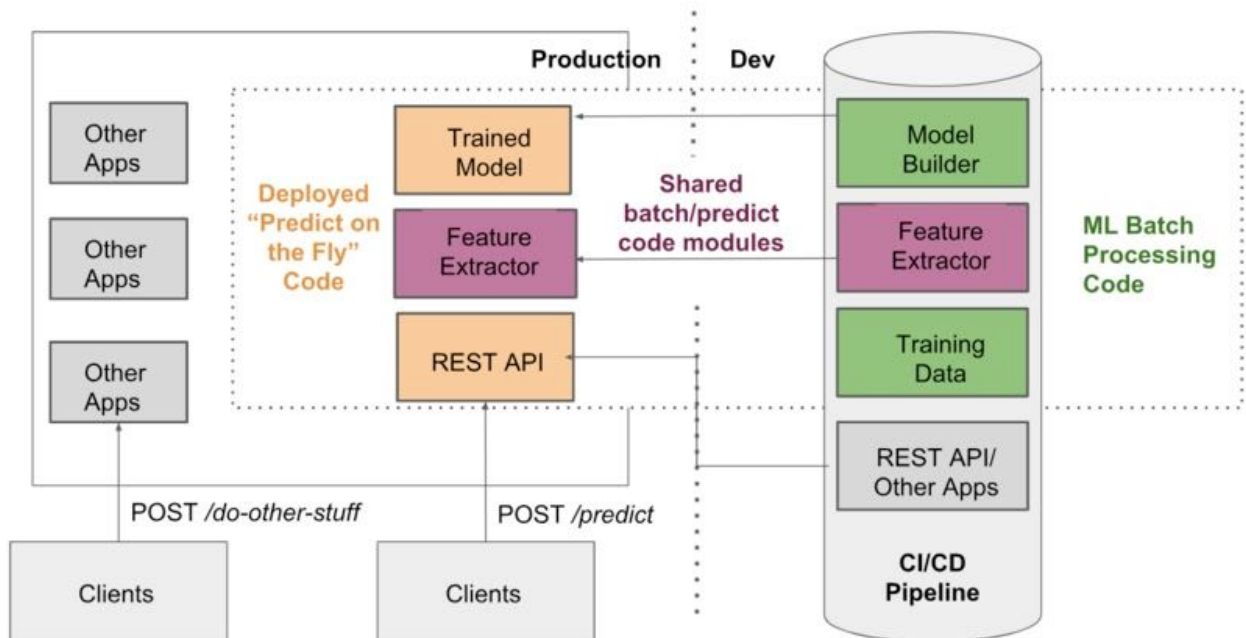 Production
Dev
Other
Apps
Other
Apps
Other
Apps
Deployed
“Predict on
the Fly”
Code
Trained
Model
Feature
Extractor
REST API
Shared
batch/predict
code modules
Model
Builder
Feature
Extractor
Training
Data
REST API/
Other Apps
CI/CD
Pipeline
ML Batch
Processing
Code
POST /do-other-stuff
POST /predict
Clients
Clients